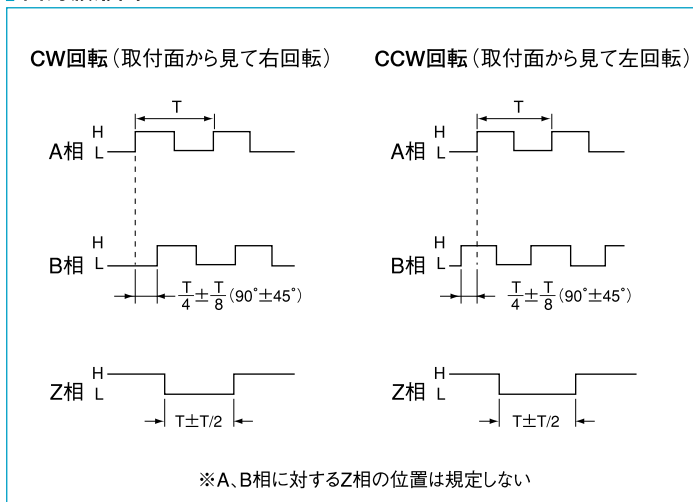 CW回転（取付面から見て右回転）
T
A相 H L
B相 H L
T/4±T/8(90°±45°)
Z相 H L
T±T/2
CCW回転（取付面から見て左回転）
T
A相 H L
B相 H L
T/4±T/8(90°±45°)
Z相 H L
T±T/2
※A、B相に対するZ相の位置は規定しない